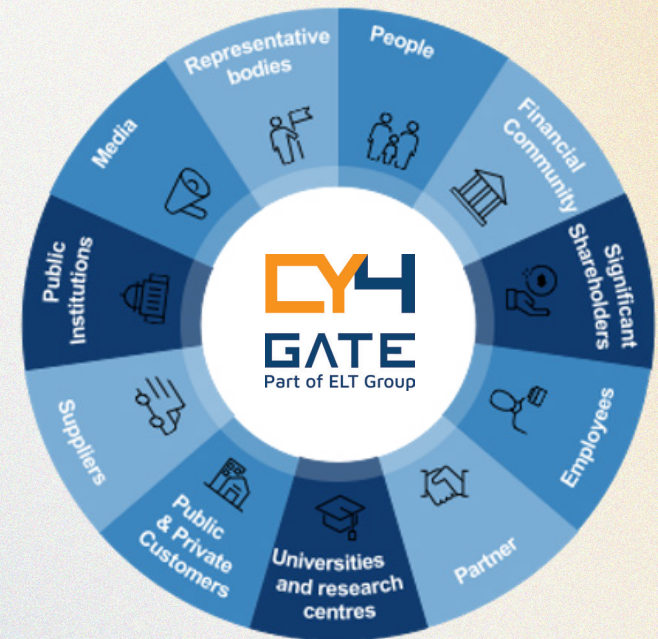 People
Financial
Community
Significant
Shareholders
Employees
Partner
Universities
and research
centres
Public
& Private
Customers
Suppliers
Public
Institutions
Media
Representative
bodies
CY4
GATE
Part of ELT Group